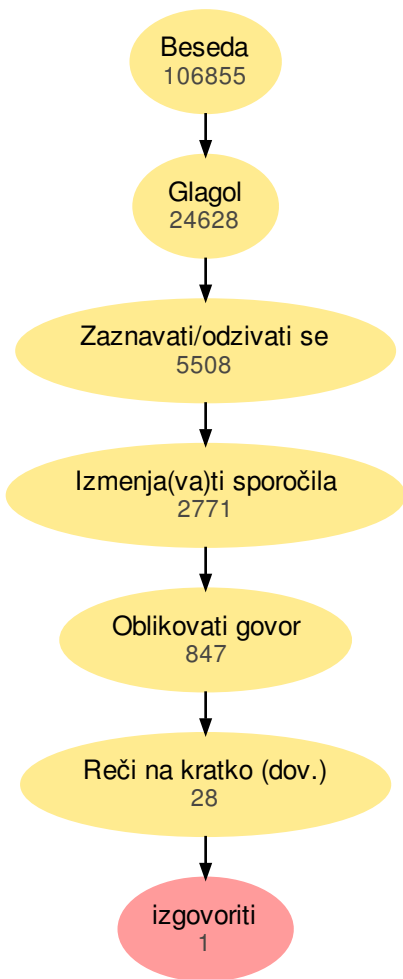 Beseda
106855
Glagol
24628
Zaznavati/odzivati se
5508
Izmenja(va)ti sporočila
2771
Oblikovati govor
847
Reči na kratko (dov.)
28
izgovoriti
1